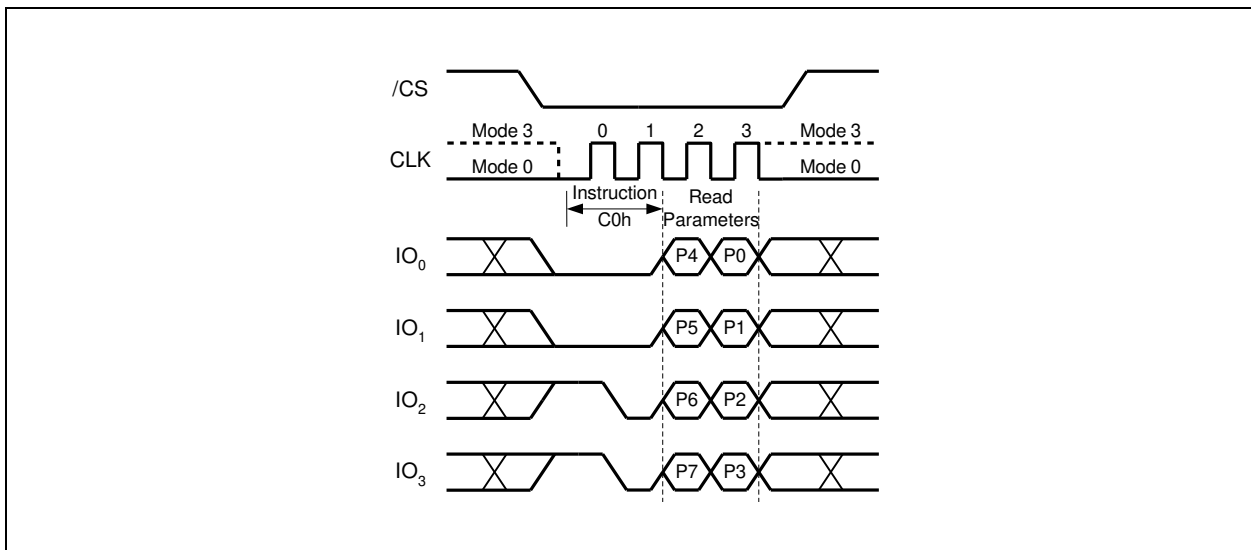 /CS
Mode 3 0 1 2 3 Mode 3
CLK
Mode 0 Mode 0
Instruction Read
C0h Parameters
IO0 P4 P0
IO1 P5 P1
IO2 P6 P2
IO3 P7 P3